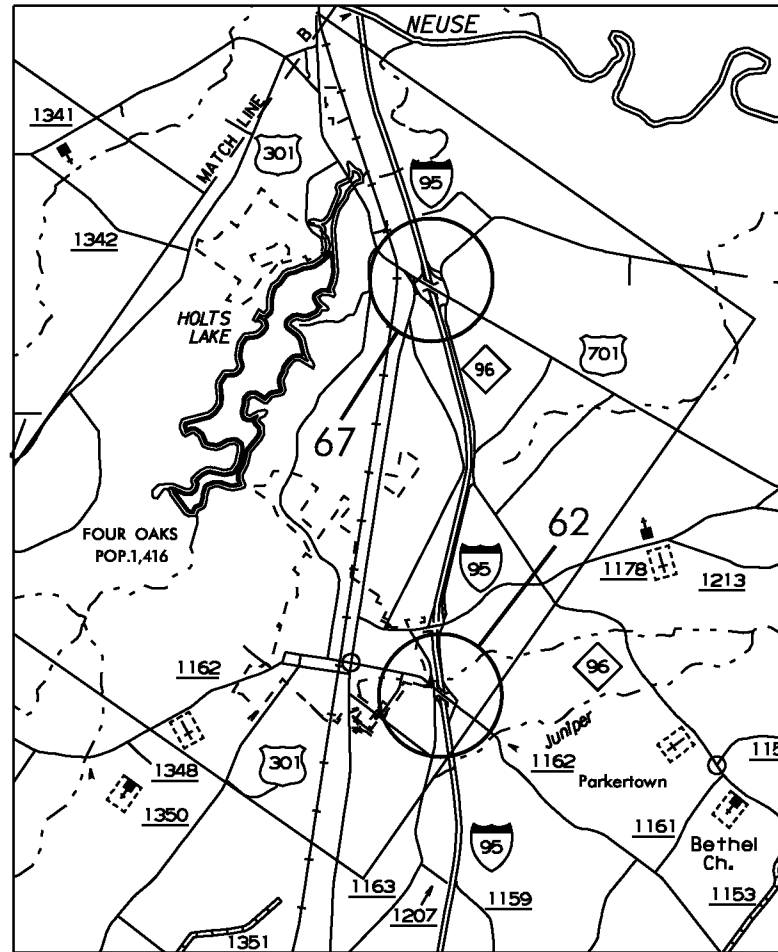 NEUSE
A
B
1341
MATCH LINE
301
95
1342
HOLTS
LAKE
701
96
67
62
FOUR OAKS
POP.1,416
95
1178
1213
1162
96
Juniper
1162
301
1348
Parkertown
1350
1161
95
Bethel
Ch.
1163
1159
1153
1207
1351